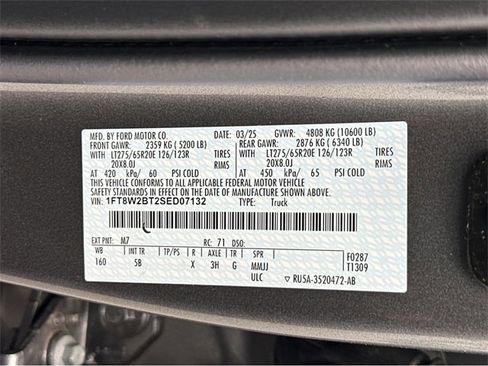 MFD. BY FORD MOTOR CO. DATE: 03/25 GVWR: 4808 KG (10600 LB)
FRONT GAWR: 2359 KG ( 5200 LB) REAR GAWR: 2876 KG ( 6340 LB)
WITH LT275/65R20E 126/123R TIRES WITH LT275/65R20E 126/123R TIRES
20X8.0J RIMS 20X8.0J RIMS
AT 420 kPa/ 60 PSI COLD AT 450 kPa/ 65 PSI COLD
THIS VEHICLE CONFORMS TO ALL APPLICABLE FEDERAL MOTOR VEHICLE
SAFETY STANDARDS IN EFFECT ON THE DATE OF MANUFACTURE SHOWN ABOVE.
VIN: 1FT8W2BT2SED07132 TYPE: Truck
EXT PNT: M7 RC: 71 DSO: F0287
WB INT TR TP/PS R AXLE TR SPR T1309
160 5B X 3H G MMJJ
ULC RU5A-3520472-AB